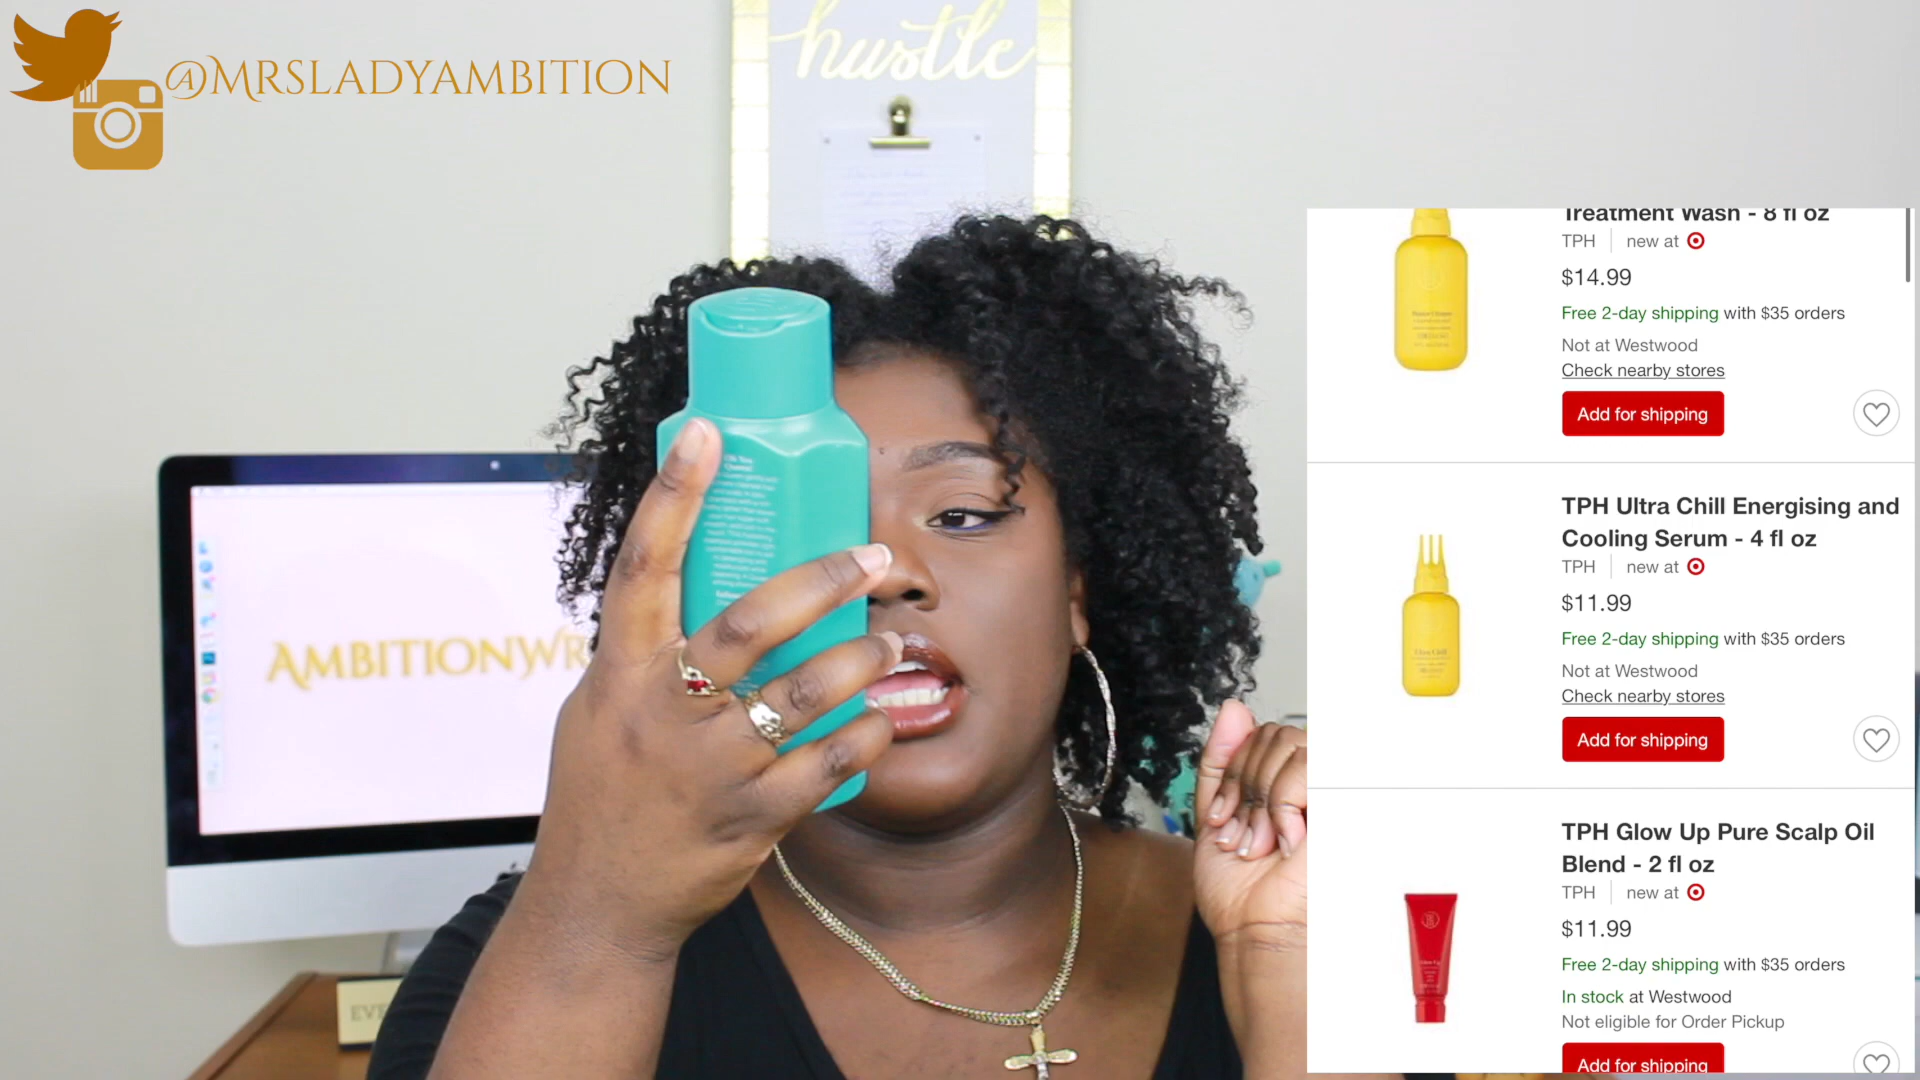 @MrsLadyAmbition
hustle
AmbitionWr
Oh You
Queen!
EVE
Treatment Wash - 8 fl oz
TPH new at
$14.99
Free 2-day shipping with $35 orders
Not at Westwood
Check nearby stores
Add for shipping
TPH Ultra Chill Energising and
Cooling Serum - 4 fl oz
TPH new at
$11.99
Free 2-day shipping with $35 orders
Not at Westwood
Check nearby stores
Add for shipping
TPH Glow Up Pure Scalp Oil
Blend - 2 fl oz
TPH new at
$11.99
Free 2-day shipping with $35 orders
In stock at Westwood
Not eligible for Order Pickup
Add for shipping